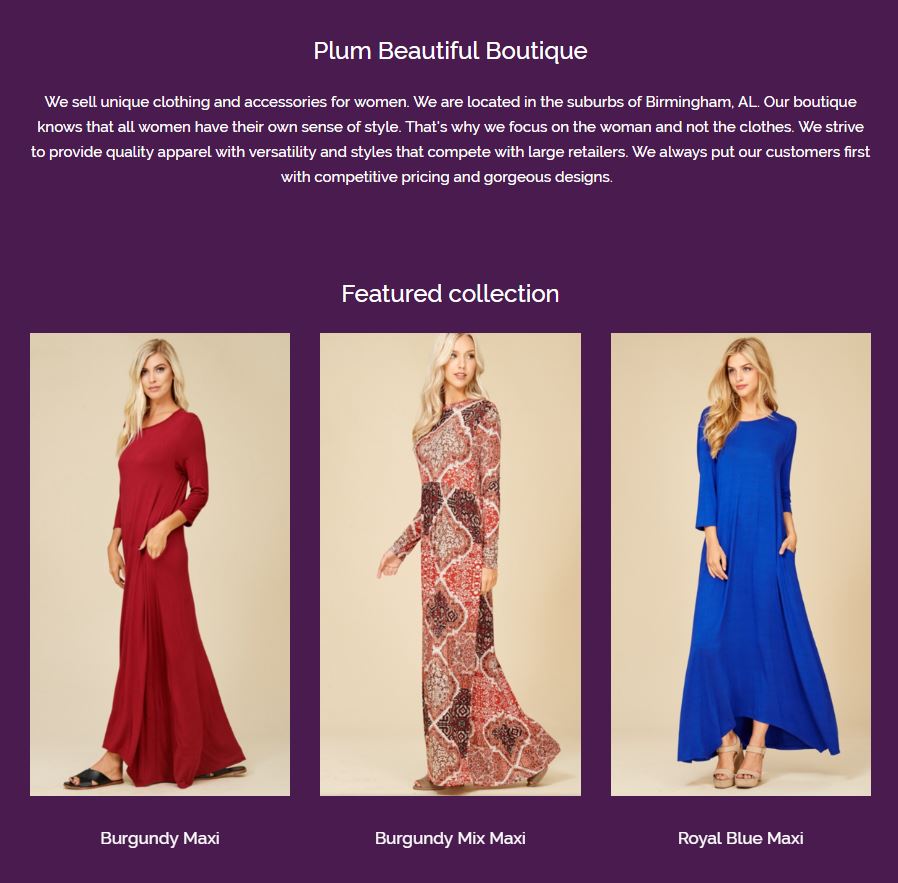 Plum Beautiful Boutique
We sell unique clothing and accessories for women. We are located in the suburbs of Birmingham, AL. Our boutique
knows that all women have their own sense of style. That's why we focus on the woman and not the clothes. We strive
to provide quality apparel with versatility and styles that compete with large retailers. We always put our customers first
with competitive pricing and gorgeous designs.
Featured collection
Burgundy Maxi
Burgundy Mix Maxi
Royal Blue Maxi